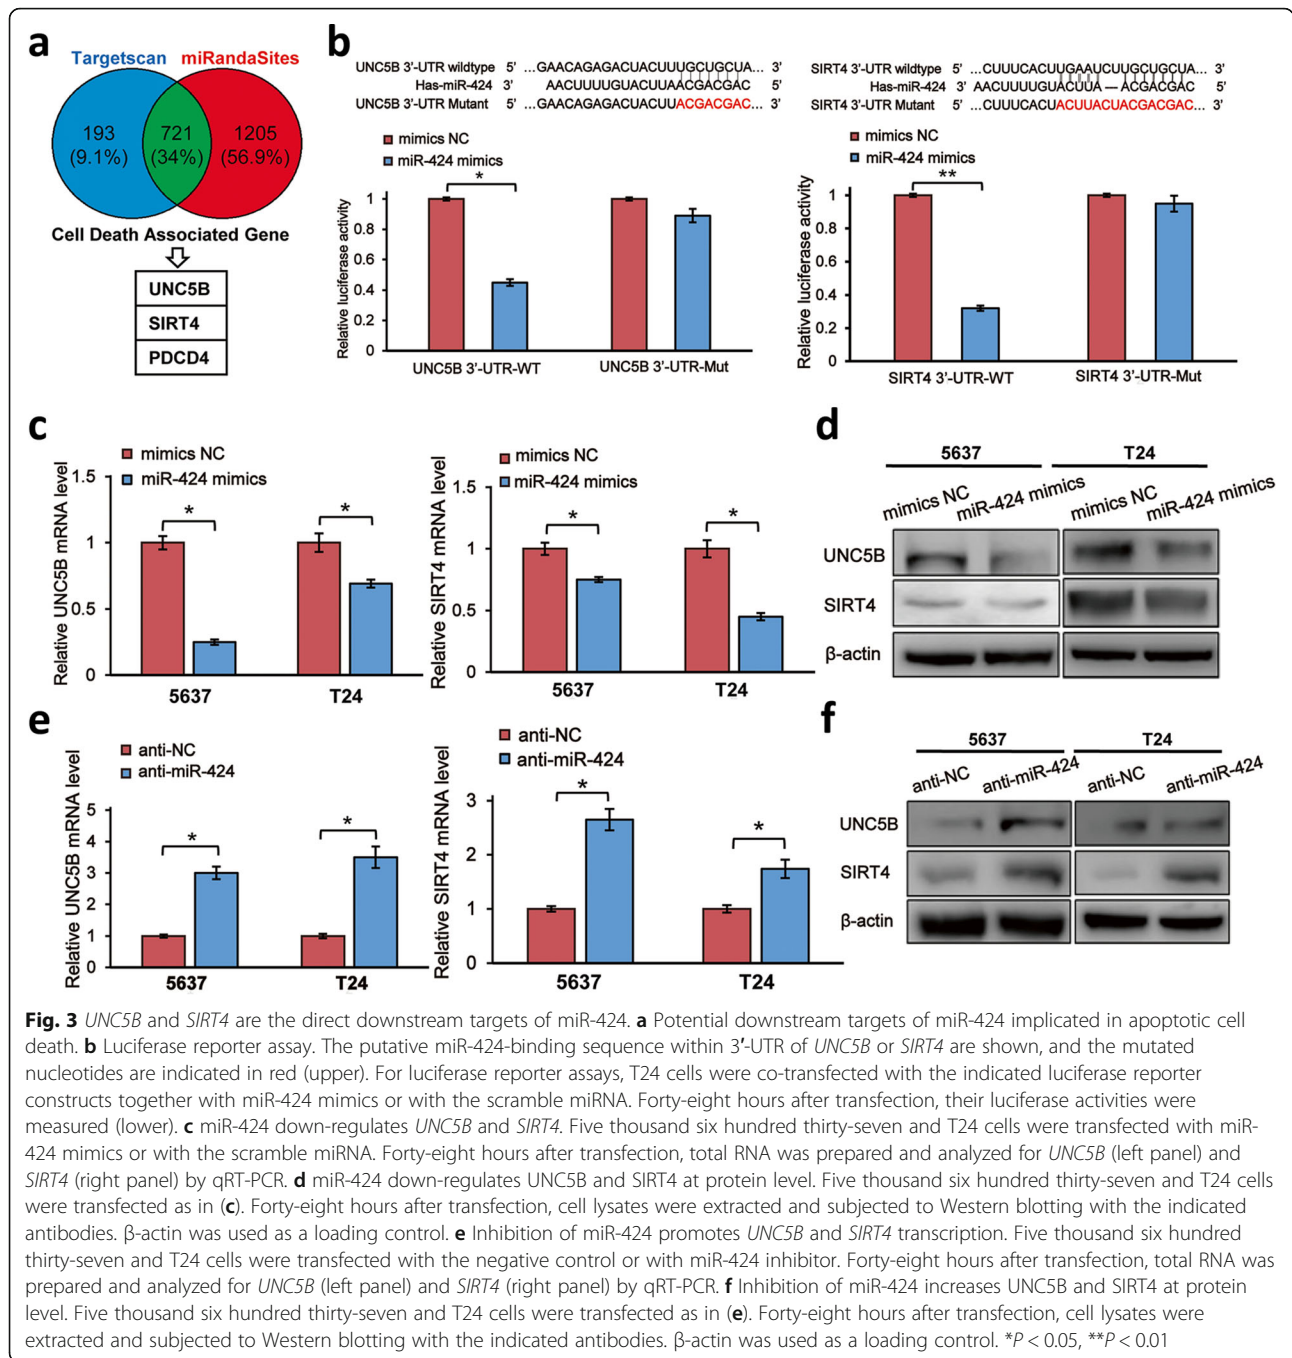 a
Targetscan miRandaSites
193 721 1205
(9.1%) (34%) (56.9%)
Cell Death Associated Gene
UNC5B
SIRT4
PDCD4
b
UNC5B 3'-UTR wildtype 5' ...GAACAGAGACUACUUUGCUGCUA... 3'
Has-miR-424 3' AACUUUUGUACUUAACGACGAC 5'
UNC5B 3'-UTR Mutant 5' ...GAACAGAGACUACUUACGACGAC... 3'
mimics NC
miR-424 mimics
Relative luciferase activity
1
0.8
0.6
0.4
0.2
0
*
UNC5B 3'-UTR-WT UNC5B 3'-UTR-Mut
SIRT4 3'-UTR wildtype 5' ...CUUUCACUUGAAUCUUGCUGCUA... 3'
Has-miR-424 3' AACUUUUGUACUUA---ACGACGAC 5'
SIRT4 3'-UTR Mutant 5' ...CUUUCACUACUUACUACGACGAC... 3'
mimics NC
miR-424 mimics
Relative luciferase activity
1
0.8
0.6
0.4
0.2
0
**
SIRT4 3'-UTR-WT SIRT4 3'-UTR-Mut
c
mimics NC
miR-424 mimics
Relative UNC5B mRNA level
1.5
1
0.5
0
* *
5637 T24
mimics NC
miR-424 mimics
Relative SIRT4 mRNA level
1.5
1
0.5
0
* *
5637 T24
d
5637 T24
mimics NC miR-424 mimics mimics NC miR-424 mimics
UNC5B
SIRT4
β-actin
e
anti-NC
anti-miR-424
Relative UNC5B mRNA level
5
4
3
2
1
0
* *
5637 T24
anti-NC
anti-miR-424
Relative SIRT4 mRNA level
3
2
1
0
* *
5637 T24
f
5637 T24
anti-NC anti-miR-424 anti-NC anti-miR-424
UNC5B
SIRT4
β-actin
Fig. 3 UNC5B and SIRT4 are the direct downstream targets of miR-424. a Potential downstream targets of miR-424 implicated in apoptotic cell
death. b Luciferase reporter assay. The putative miR-424-binding sequence within 3′-UTR of UNC5B or SIRT4 are shown, and the mutated
nucleotides are indicated in red (upper). For luciferase reporter assays, T24 cells were co-transfected with the indicated luciferase reporter
constructs together with miR-424 mimics or with the scramble miRNA. Forty-eight hours after transfection, their luciferase activities were
measured (lower). c miR-424 down-regulates UNC5B and SIRT4. Five thousand six hundred thirty-seven and T24 cells were transfected with miR-
424 mimics or with the scramble miRNA. Forty-eight hours after transfection, total RNA was prepared and analyzed for UNC5B (left panel) and
SIRT4 (right panel) by qRT-PCR. d miR-424 down-regulates UNC5B and SIRT4 at protein level. Five thousand six hundred thirty-seven and T24 cells
were transfected as in (c). Forty-eight hours after transfection, cell lysates were extracted and subjected to Western blotting with the indicated
antibodies. β-actin was used as a loading control. e Inhibition of miR-424 promotes UNC5B and SIRT4 transcription. Five thousand six hundred
thirty-seven and T24 cells were transfected with the negative control or with miR-424 inhibitor. Forty-eight hours after transfection, total RNA was
prepared and analyzed for UNC5B (left panel) and SIRT4 (right panel) by qRT-PCR. f Inhibition of miR-424 increases UNC5B and SIRT4 at protein
level. Five thousand six hundred thirty-seven and T24 cells were transfected as in (e). Forty-eight hours after transfection, cell lysates were
extracted and subjected to Western blotting with the indicated antibodies. β-actin was used as a loading control. *P < 0.05, **P < 0.01